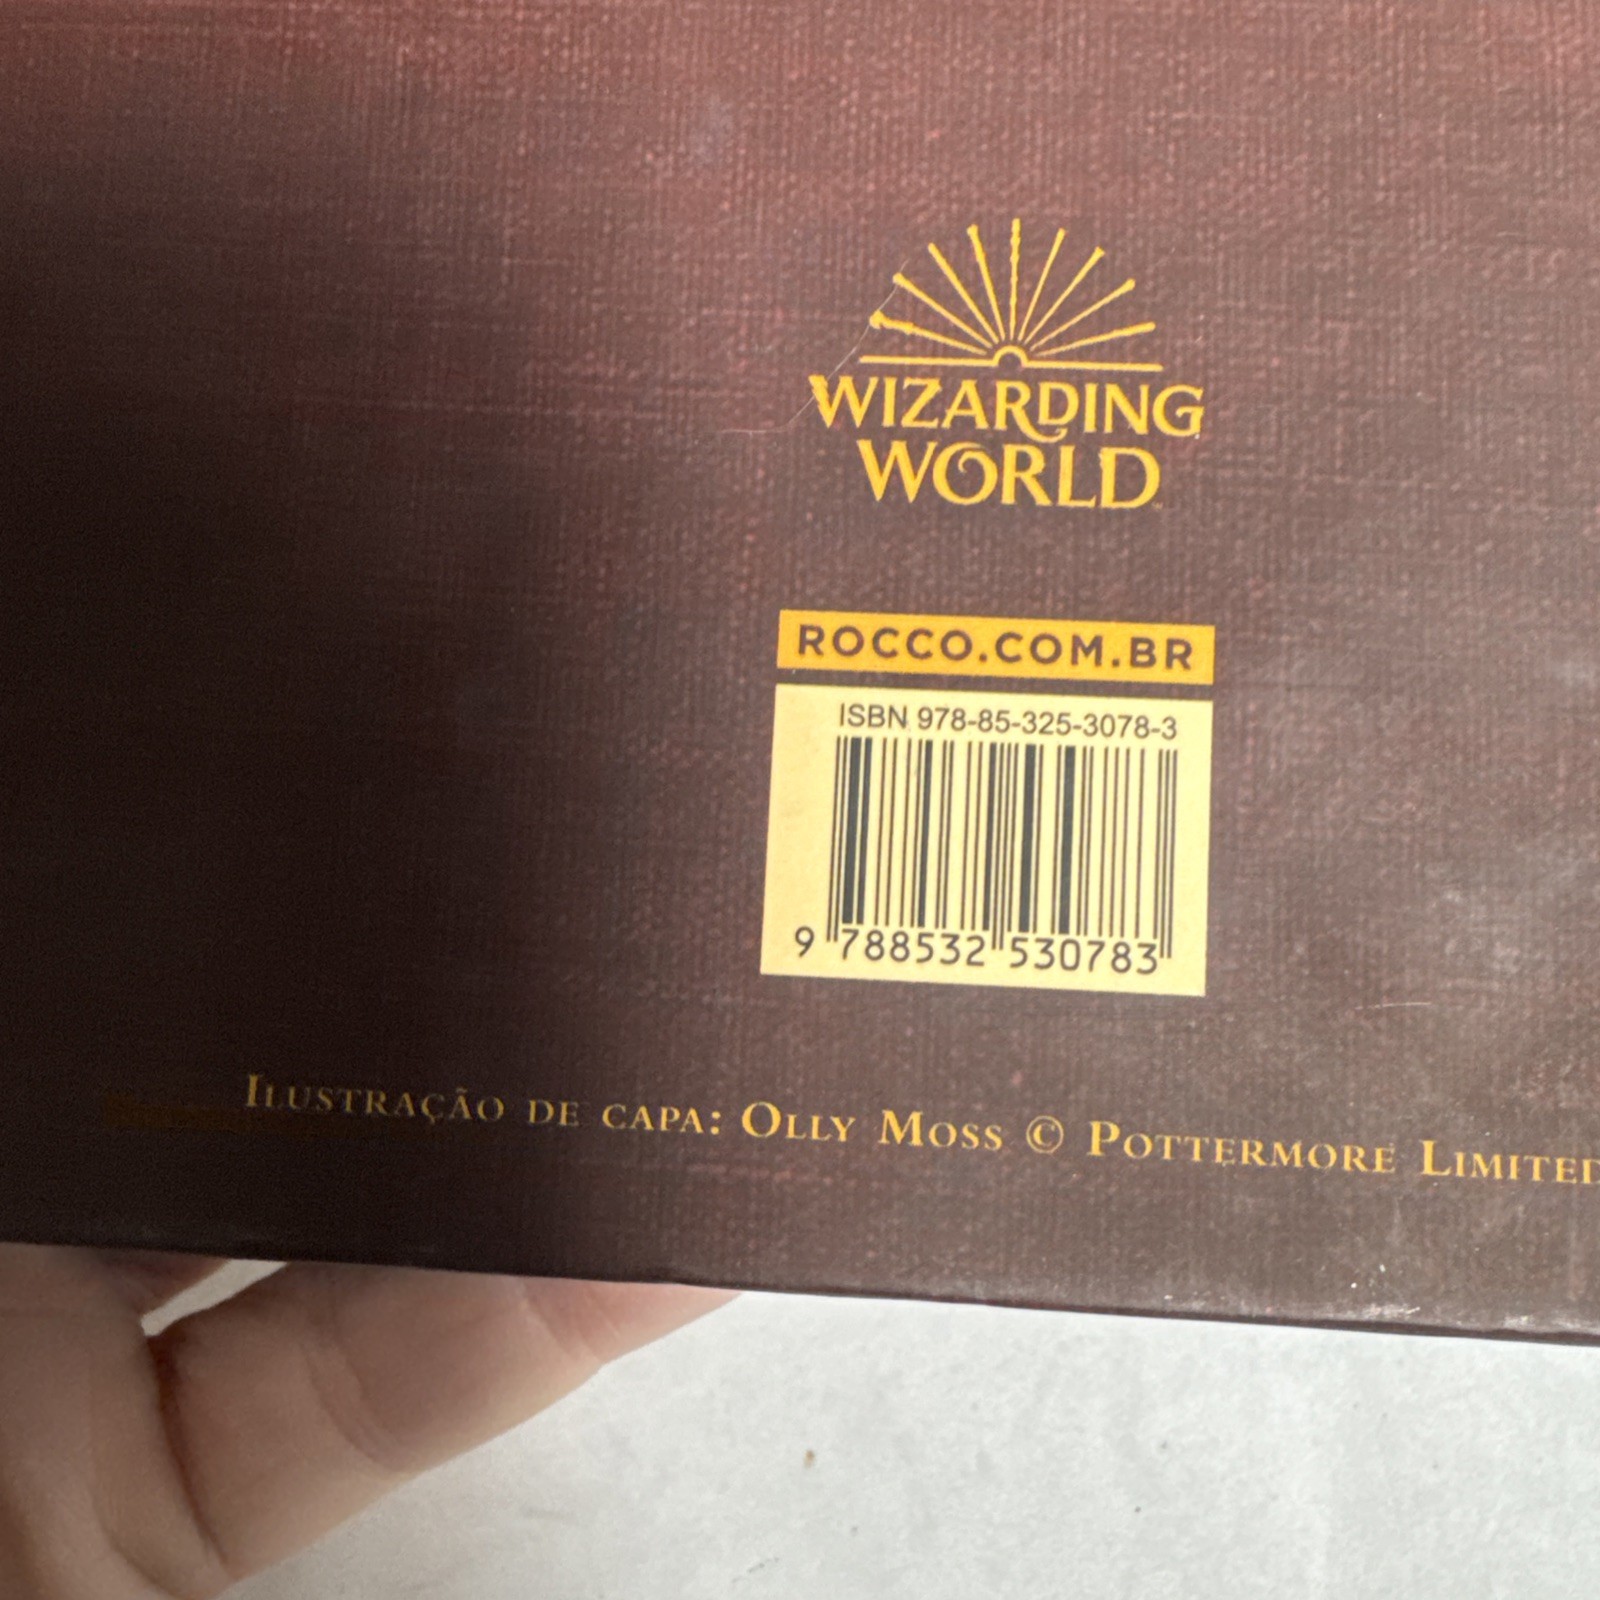 WIZARDING
WORLD
ROCCO.COM.BR
ISBN 978-85-325-3078-3
9 788532 530783
ILUSTRAÇÃO DE CAPA: OLLY MOSS © POTTERMORE LIMITED